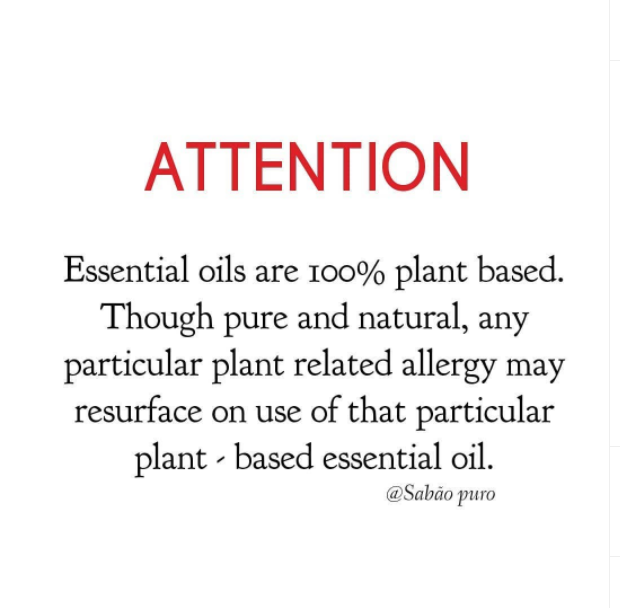 ATTENTION
Essential oils are 100% plant based.
Though pure and natural, any
particular plant related allergy may
resurface on use of that particular
plant - based essential oil.
@Sabão puro